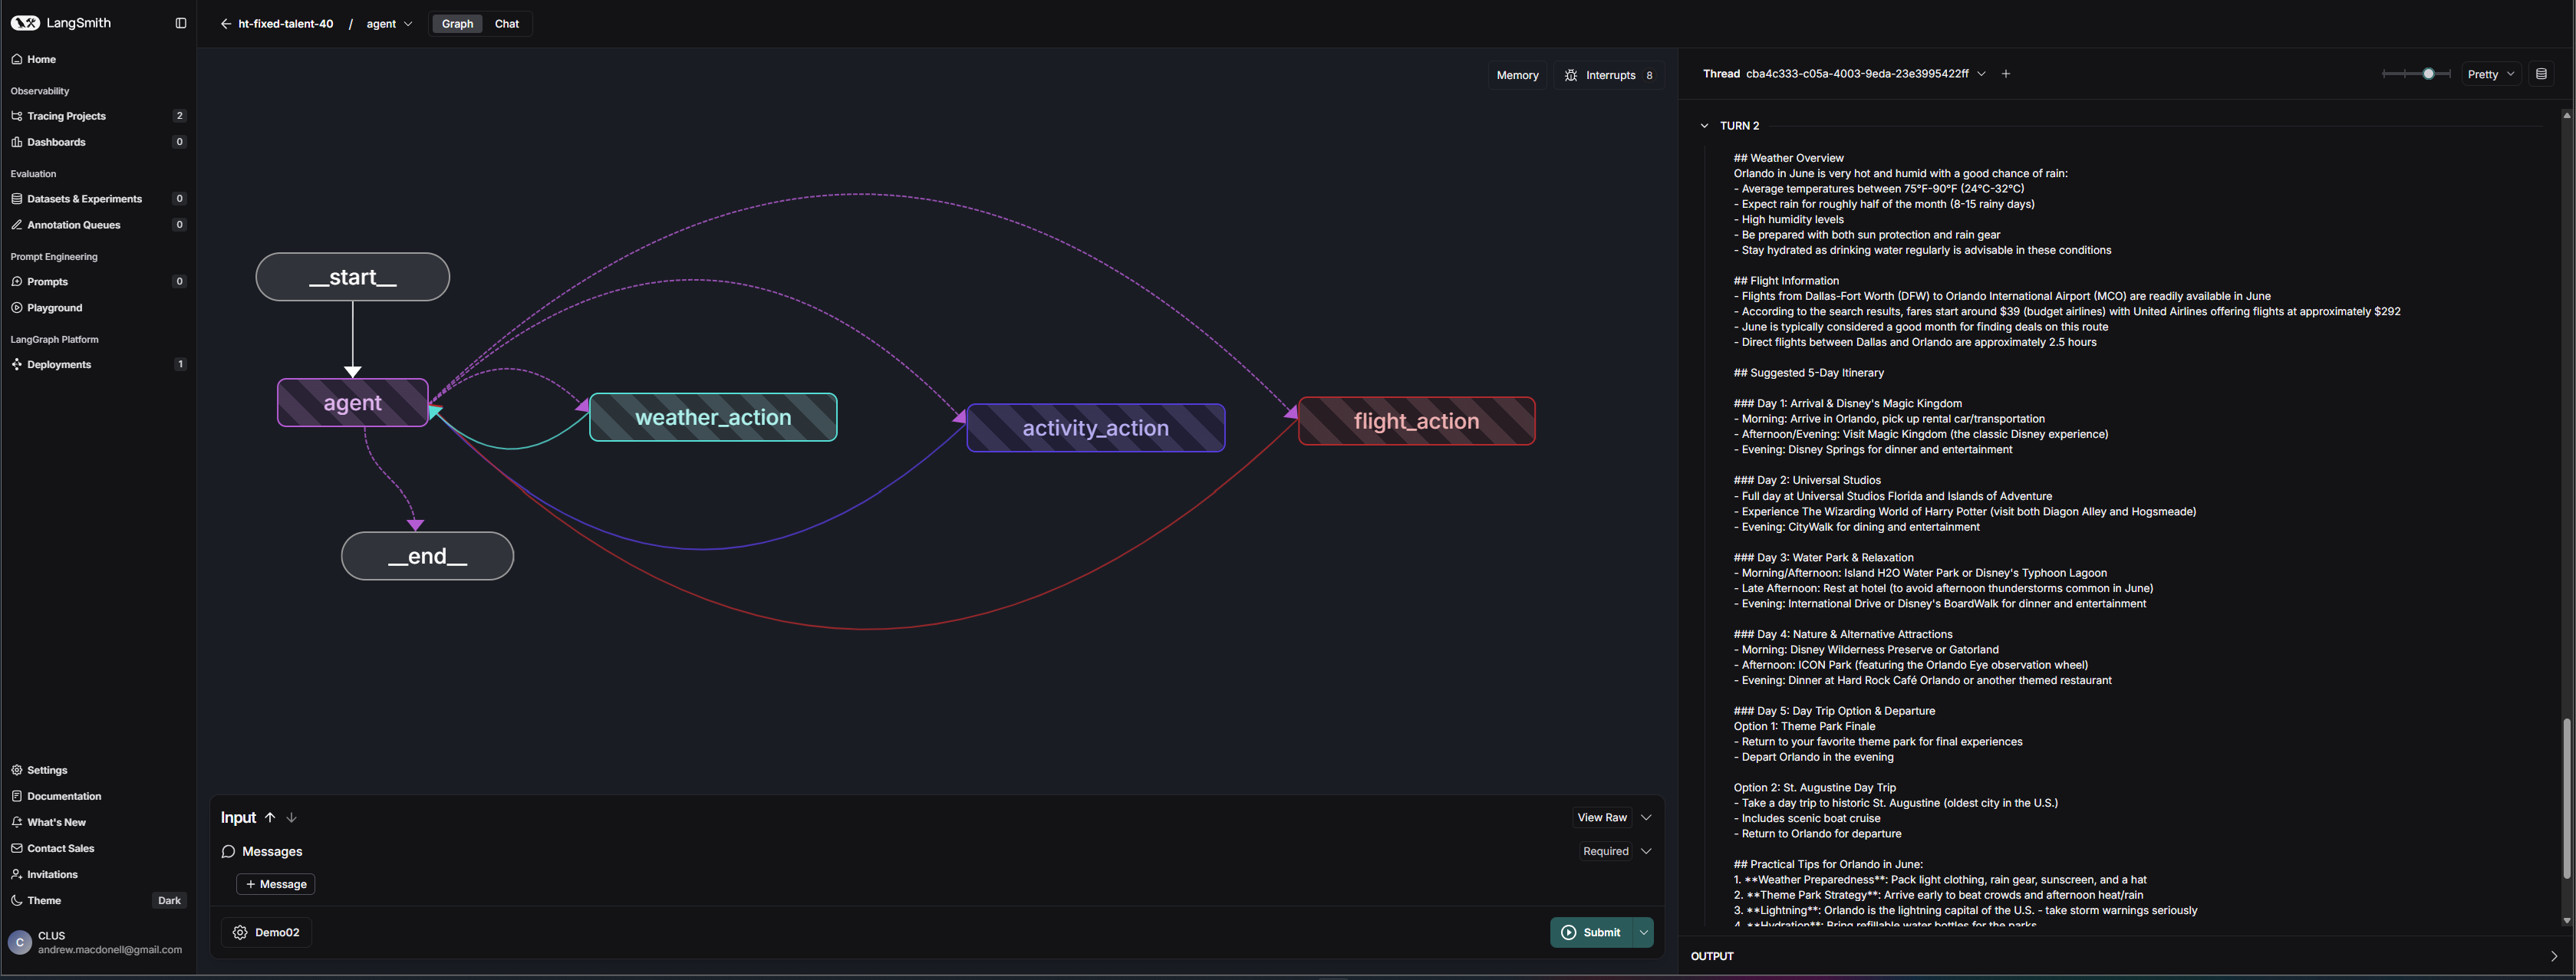 LangSmith
Home
Observability
Tracing Projects 2
Dashboards 0
Evaluation
Datasets & Experiments 0
Annotation Queues 0
Prompt Engineering
Prompts 0
Playground
LangGraph Platform
Deployments 1
Settings
Documentation
What's New
Contact Sales
Invitations
Theme Dark
C
CLUS
andrew.macdonell@gmail.com
ht-fixed-talent-40 / agent Graph Chat
Memory Interrupts 8
__start__
agent
weather_action
activity_action
flight_action
__end__
Input
View Raw
Messages
Required
+ Message
Demo02
Submit
Thread cba4c333-c05a-4003-9eda-23e3995422ff +
Pretty
TURN 2
## Weather Overview
Orlando in June is very hot and humid with a good chance of rain:
- Average temperatures between 75°F-90°F (24°C-32°C)
- Expect rain for roughly half of the month (8-15 rainy days)
- High humidity levels
- Be prepared with both sun protection and rain gear
- Stay hydrated as drinking water regularly is advisable in these conditions
## Flight Information
- Flights from Dallas-Fort Worth (DFW) to Orlando International Airport (MCO) are readily available in June
- According to the search results, fares start around $39 (budget airlines) with United Airlines offering flights at approximately $292
- June is typically considered a good month for finding deals on this route
- Direct flights between Dallas and Orlando are approximately 2.5 hours
## Suggested 5-Day Itinerary
### Day 1: Arrival & Disney's Magic Kingdom
- Morning: Arrive in Orlando, pick up rental car/transportation
- Afternoon/Evening: Visit Magic Kingdom (the classic Disney experience)
- Evening: Disney Springs for dinner and entertainment
### Day 2: Universal Studios
- Full day at Universal Studios Florida and Islands of Adventure
- Experience The Wizarding World of Harry Potter (visit both Diagon Alley and Hogsmeade)
- Evening: CityWalk for dining and entertainment
### Day 3: Water Park & Relaxation
- Morning/Afternoon: Island H2O Water Park or Disney's Typhoon Lagoon
- Late Afternoon: Rest at hotel (to avoid afternoon thunderstorms common in June)
- Evening: International Drive or Disney's BoardWalk for dinner and entertainment
### Day 4: Nature & Alternative Attractions
- Morning: Disney Wilderness Preserve or Gatorland
- Afternoon: ICON Park (featuring the Orlando Eye observation wheel)
- Evening: Dinner at Hard Rock Café Orlando or another themed restaurant
### Day 5: Day Trip Option & Departure
Option 1: Theme Park Finale
- Return to your favorite theme park for final experiences
- Depart Orlando in the evening
Option 2: St. Augustine Day Trip
- Take a day trip to historic St. Augustine (oldest city in the U.S.)
- Includes scenic boat cruise
- Return to Orlando for departure
## Practical Tips for Orlando in June:
1. **Weather Preparedness**: Pack light clothing, rain gear, sunscreen, and a hat
2. **Theme Park Strategy**: Arrive early to beat crowds and afternoon heat/rain
3. **Lightning**: Orlando is the lightning capital of the U.S. - take storm warnings seriously
4. **Hydration**: Bring refillable water bottles for the parks
OUTPUT